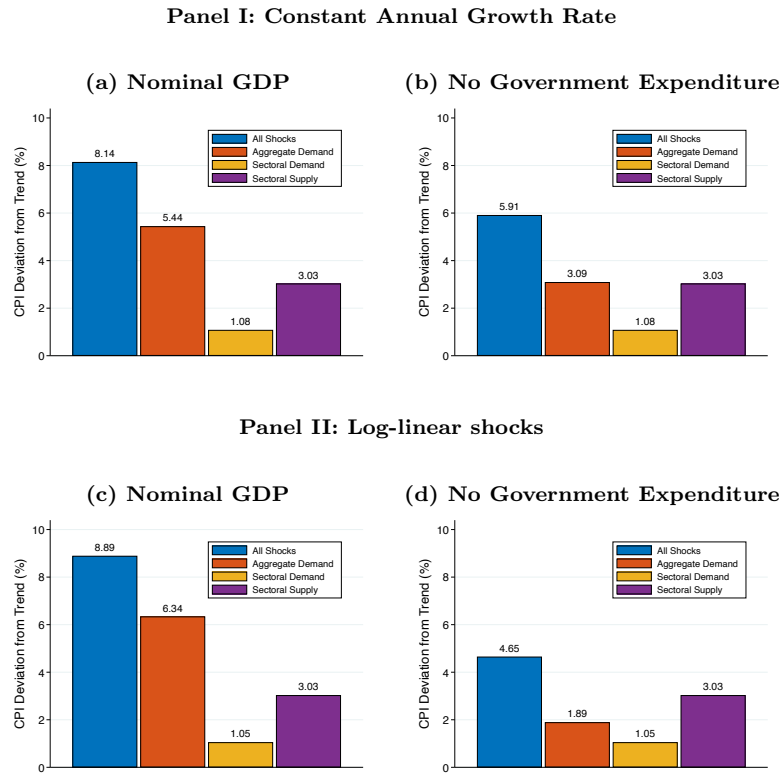 Panel I: Constant Annual Growth Rate
(a) Nominal GDP
CPI Deviation from Trend (%)
10
8
6
4
2
0
All Shocks
Aggregate Demand
Sectoral Demand
Sectoral Supply
8.14
5.44
1.08
3.03
(b) No Government Expenditure
CPI Deviation from Trend (%)
10
8
6
4
2
0
All Shocks
Aggregate Demand
Sectoral Demand
Sectoral Supply
5.91
3.09
1.08
3.03
Panel II: Log-linear shocks
(c) Nominal GDP
CPI Deviation from Trend (%)
10
8
6
4
2
0
All Shocks
Aggregate Demand
Sectoral Demand
Sectoral Supply
8.89
6.34
1.05
3.03
(d) No Government Expenditure
CPI Deviation from Trend (%)
10
8
6
4
2
0
All Shocks
Aggregate Demand
Sectoral Demand
Sectoral Supply
4.65
1.89
1.05
3.03